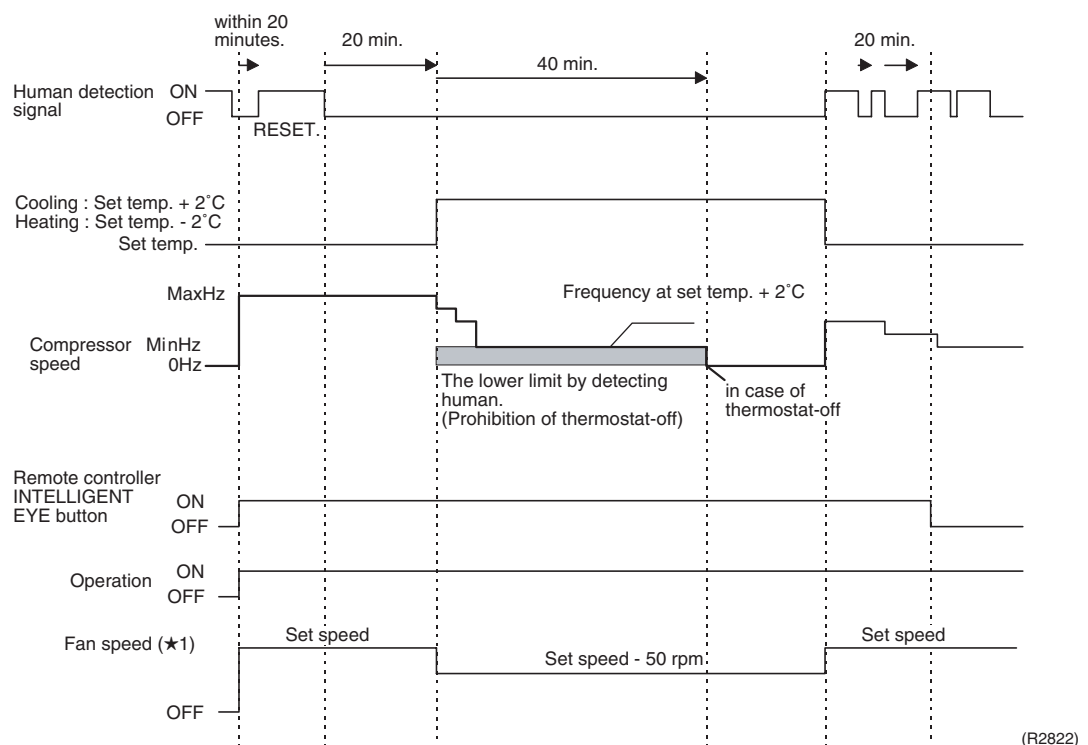 within 20
minutes.
20 min.
40 min.
20 min.
Human detection
signal
ON
OFF
RESET.
Cooling : Set temp. + 2˚C
Heating : Set temp. - 2˚C
Set temp.
MaxHz
Frequency at set temp. + 2˚C
Compressor
speed
MinHz
0Hz
The lower limit by detecting
human.
(Prohibition of thermostat-off)
in case of
thermostat-off
Remote controller
INTELLIGENT
EYE button
ON
OFF
Operation
ON
OFF
Fan speed (★1)
Set speed
Set speed - 50 rpm
Set speed
OFF
(R2822)